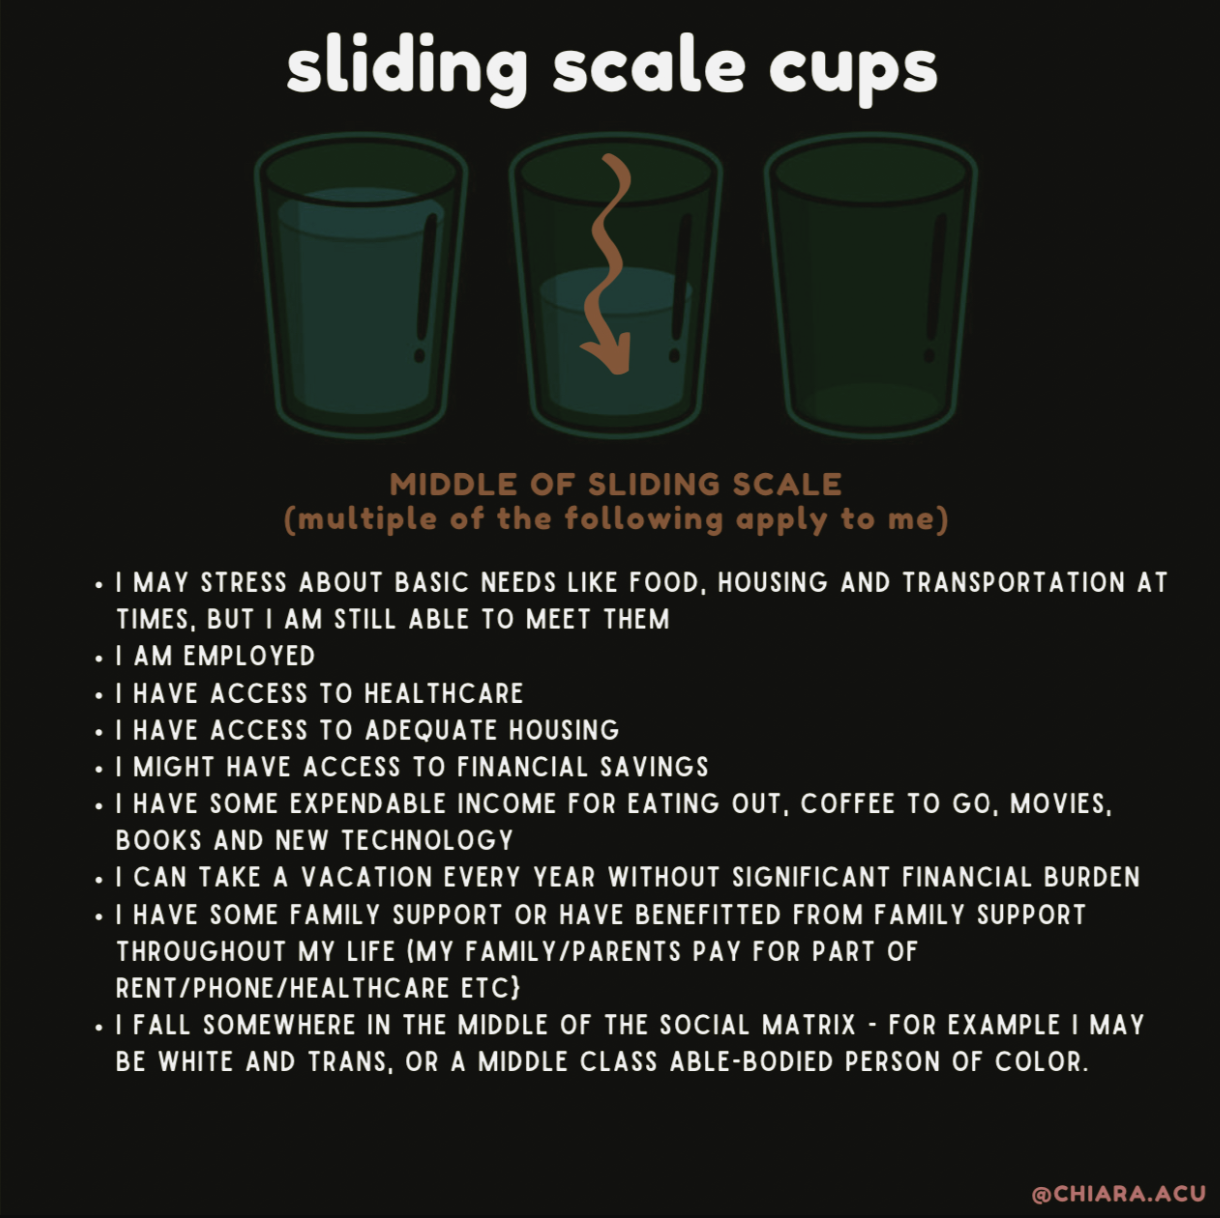 sliding scale cups
MIDDLE OF SLIDING SCALE
(multiple of the following apply to me)
• I MAY STRESS ABOUT BASIC NEEDS LIKE FOOD, HOUSING AND TRANSPORTATION AT
TIMES, BUT I AM STILL ABLE TO MEET THEM
• I AM EMPLOYED
• I HAVE ACCESS TO HEALTHCARE
• I HAVE ACCESS TO ADEQUATE HOUSING
• I MIGHT HAVE ACCESS TO FINANCIAL SAVINGS
• I HAVE SOME EXPENDABLE INCOME FOR EATING OUT, COFFEE TO GO, MOVIES,
BOOKS AND NEW TECHNOLOGY
• I CAN TAKE A VACATION EVERY YEAR WITHOUT SIGNIFICANT FINANCIAL BURDEN
• I HAVE SOME FAMILY SUPPORT OR HAVE BENEFITTED FROM FAMILY SUPPORT
THROUGHOUT MY LIFE (MY FAMILY/PARENTS PAY FOR PART OF
RENT/PHONE/HEALTHCARE ETC}
• I FALL SOMEWHERE IN THE MIDDLE OF THE SOCIAL MATRIX - FOR EXAMPLE I MAY
BE WHITE AND TRANS, OR A MIDDLE CLASS ABLE-BODIED PERSON OF COLOR.
@CHIARA.ACU